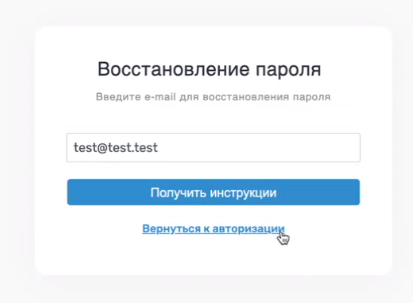 Восстановление пароля
Введите e-mail для восстановления пароля
test@test.test
Получить инструкции
Вернуться к авторизации